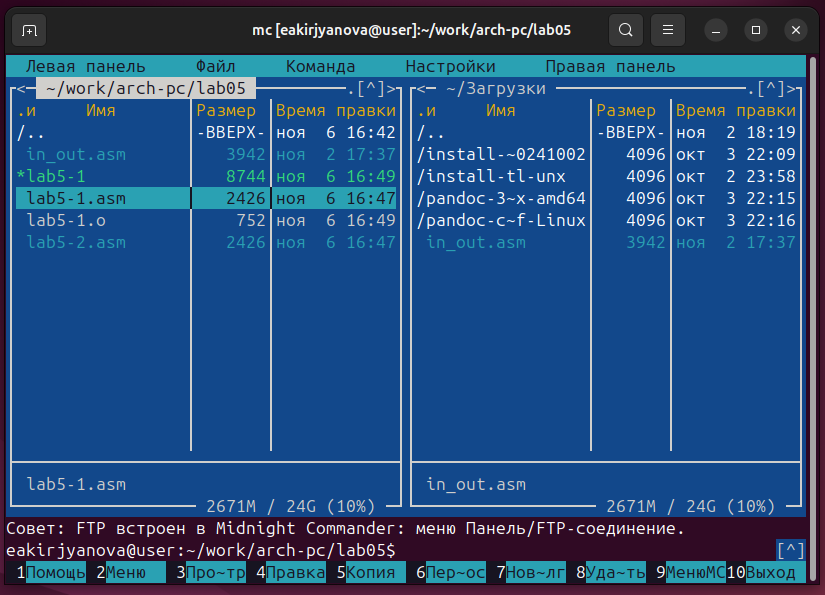 mc [eakirjyanova@user]:~/work/arch-pc/lab05
Левая панель Файл Команда Настройки Правая панель
<─ ~/work/arch-pc/lab05 ─.[^]>
.и Имя Размер Время правки
/.. -ВВЕРХ- ноя 6 16:42
in_out.asm 3942 ноя 2 17:37
*lab5-1 8744 ноя 6 16:49
lab5-1.asm 2426 ноя 6 16:47
lab5-1.o 752 ноя 6 16:49
lab5-2.asm 2426 ноя 6 16:47
lab5-1.asm
2671M / 24G (10%)
<─ ~/Загрузки ─.[^]>
.и Имя Размер Время правки
/.. -ВВЕРХ- ноя 2 18:19
/install-~0241002 4096 окт 3 22:09
/install-tl-unx 4096 окт 2 23:58
/pandoc-3~x-amd64 4096 окт 3 22:15
/pandoc-c~f-Linux 4096 окт 3 22:16
in_out.asm 3942 ноя 2 17:37
in_out.asm
2671M / 24G (10%)
Совет: FTP встроен в Midnight Commander: меню Панель/FTP-соединение.
eakirjyanova@user:~/work/arch-pc/lab05$ [^]
1Помощь 2Меню 3Про~тр 4Правка 5Копия 6Пер~ос 7Нов~лг 8Уда~ть 9МенюMC 10Выход